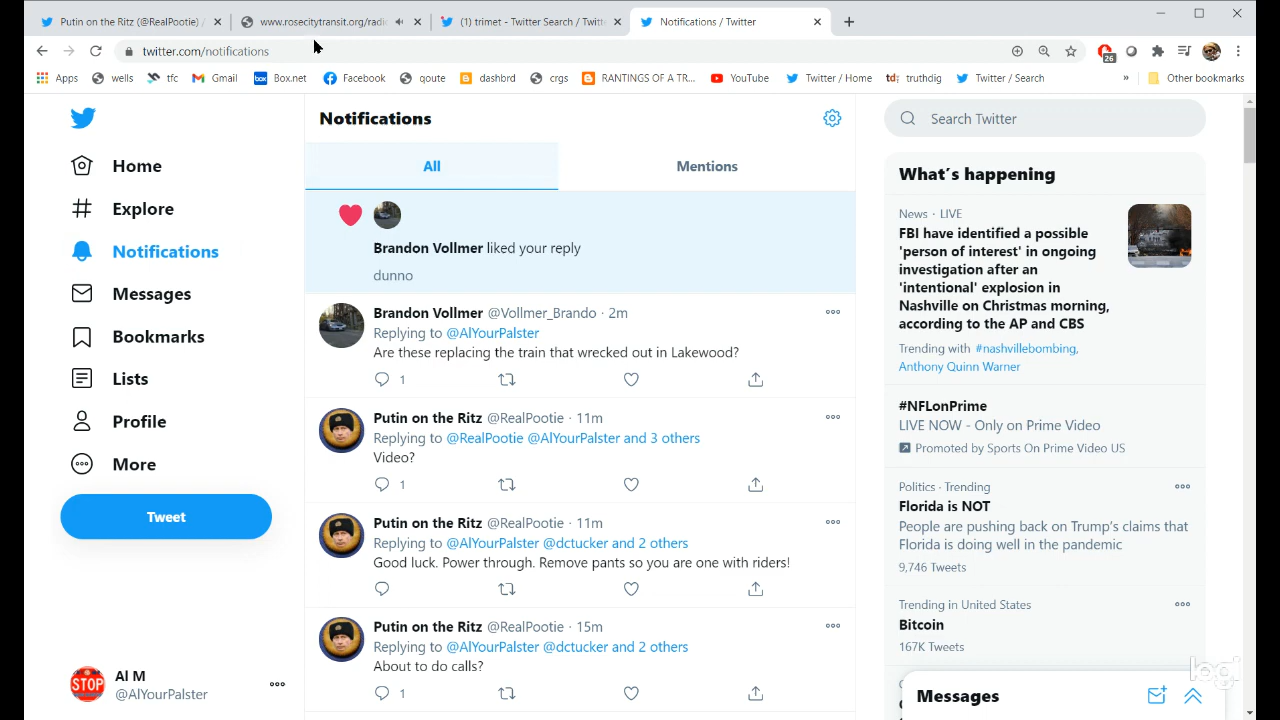 Putin on the Ritz (@RealPootie) /
www.rosecitytransit.org/radi
(1) trimet - Twitter Search / Twitt
Notifications / Twitter
twitter.com/notifications
26
Apps
wells
tfc
Gmail
Box.net
Facebook
qoute
dashbrd
crgs
RANTINGS OF A TR...
YouTube
Twitter / Home
truthdig
Twitter / Search
»
Other bookmarks
Home
Explore
Notifications
Messages
Bookmarks
Lists
Profile
More
Tweet
STOP
Al M
@AlYourPalster
Notifications
All
Mentions
Brandon Vollmer liked your reply
dunno
Brandon Vollmer @Vollmer_Brando · 2m
Replying to @AlYourPalster
Are these replacing the train that wrecked out in Lakewood?
1
Putin on the Ritz @RealPootie · 11m
Replying to @RealPootie @AlYourPalster and 3 others
Video?
1
Putin on the Ritz @RealPootie · 11m
Replying to @AlYourPalster @dctucker and 2 others
Good luck. Power through. Remove pants so you are one with riders!
Putin on the Ritz @RealPootie · 15m
Replying to @AlYourPalster @dctucker and 2 others
About to do calls?
1
Search Twitter
What's happening
News · LIVE
FBI have identified a possible
'person of interest' in ongoing
investigation after an
'intentional' explosion in
Nashville on Christmas morning,
according to the AP and CBS
Trending with #nashvillebombing,
Anthony Quinn Warner
#NFLonPrime
LIVE NOW - Only on Prime Video
Promoted by Sports On Prime Video US
Politics · Trending
Florida is NOT
People are pushing back on Trump's claims that
Florida is doing well in the pandemic
9,746 Tweets
Trending in United States
Bitcoin
167K Tweets
Messages